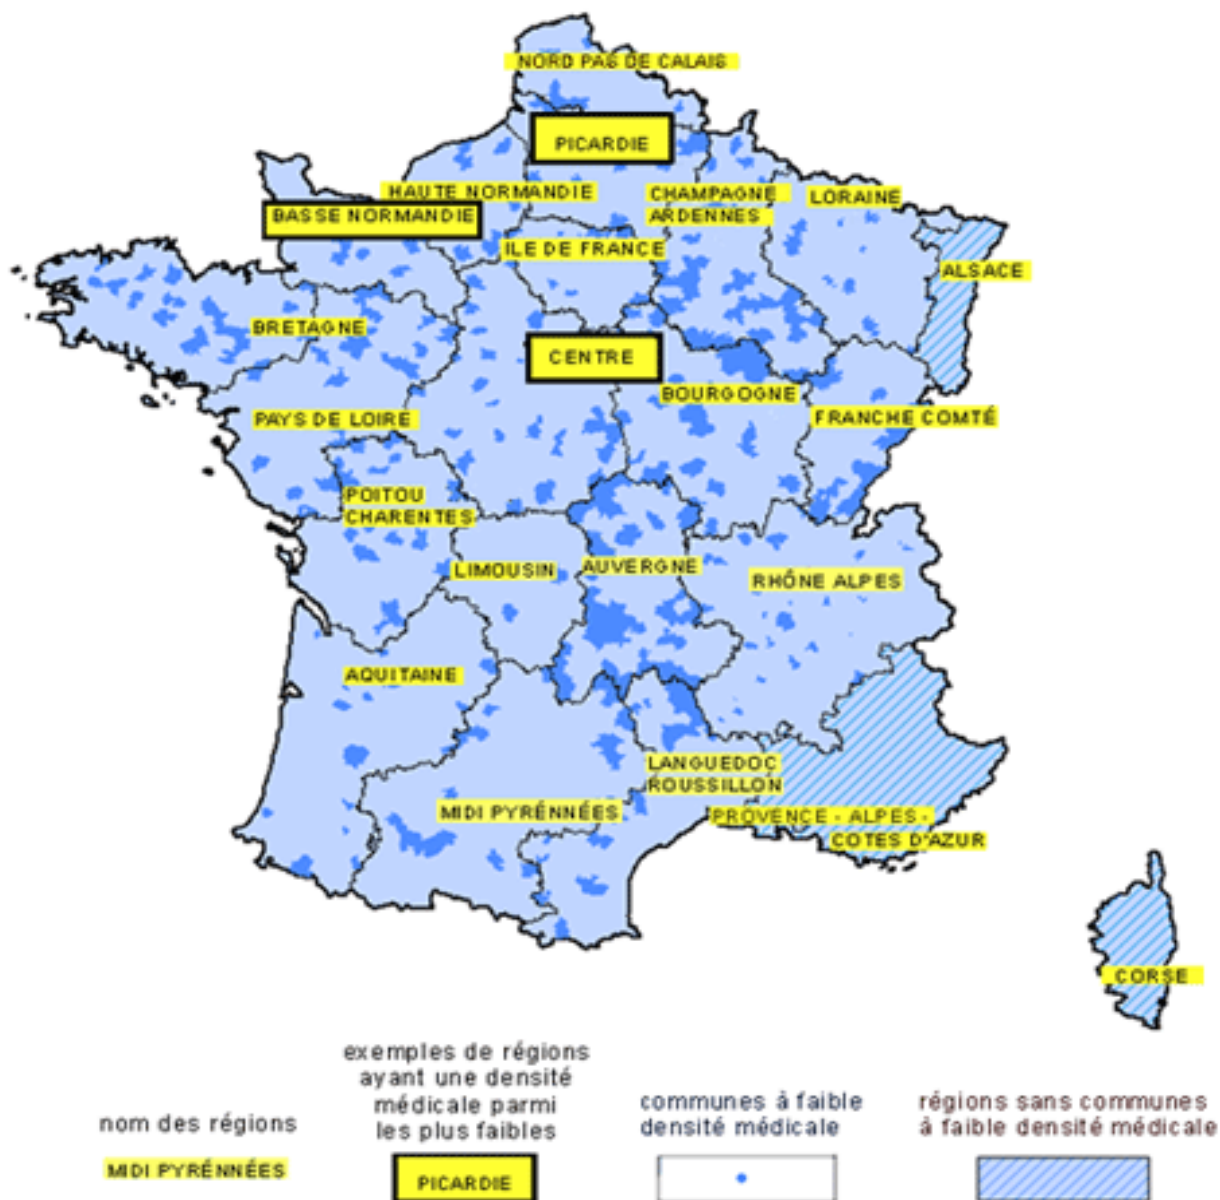 NORD PAS DE CALAIS
PICARDIE
HAUTE NORMANDIE
CHAMPAGNE
ARDENNES
LORAINE
BASSE NORMANDIE
ILE DE FRANCE
ALSACE
BRETAGNE
CENTRE
BOURGOGNE
PAYS DE LOIRE
FRANCHE COMTÉ
POITOU
CHARENTES
LIMOUSIN
AUVERGNE
RHÔNE ALPES
AQUITAINE
LANGUEDOC
ROUSSILLON
MIDI PYRÉNNÉES
PROVENCE - ALPES -
COTES D'AZUR
CORSE
nom des régions
MIDI PYRÉNNÉES
exemples de régions
ayant une densité
médicale parmi
les plus faibles
PICARDIE
communes à faible
densité médicale
régions sans communes
à faible densité médicale